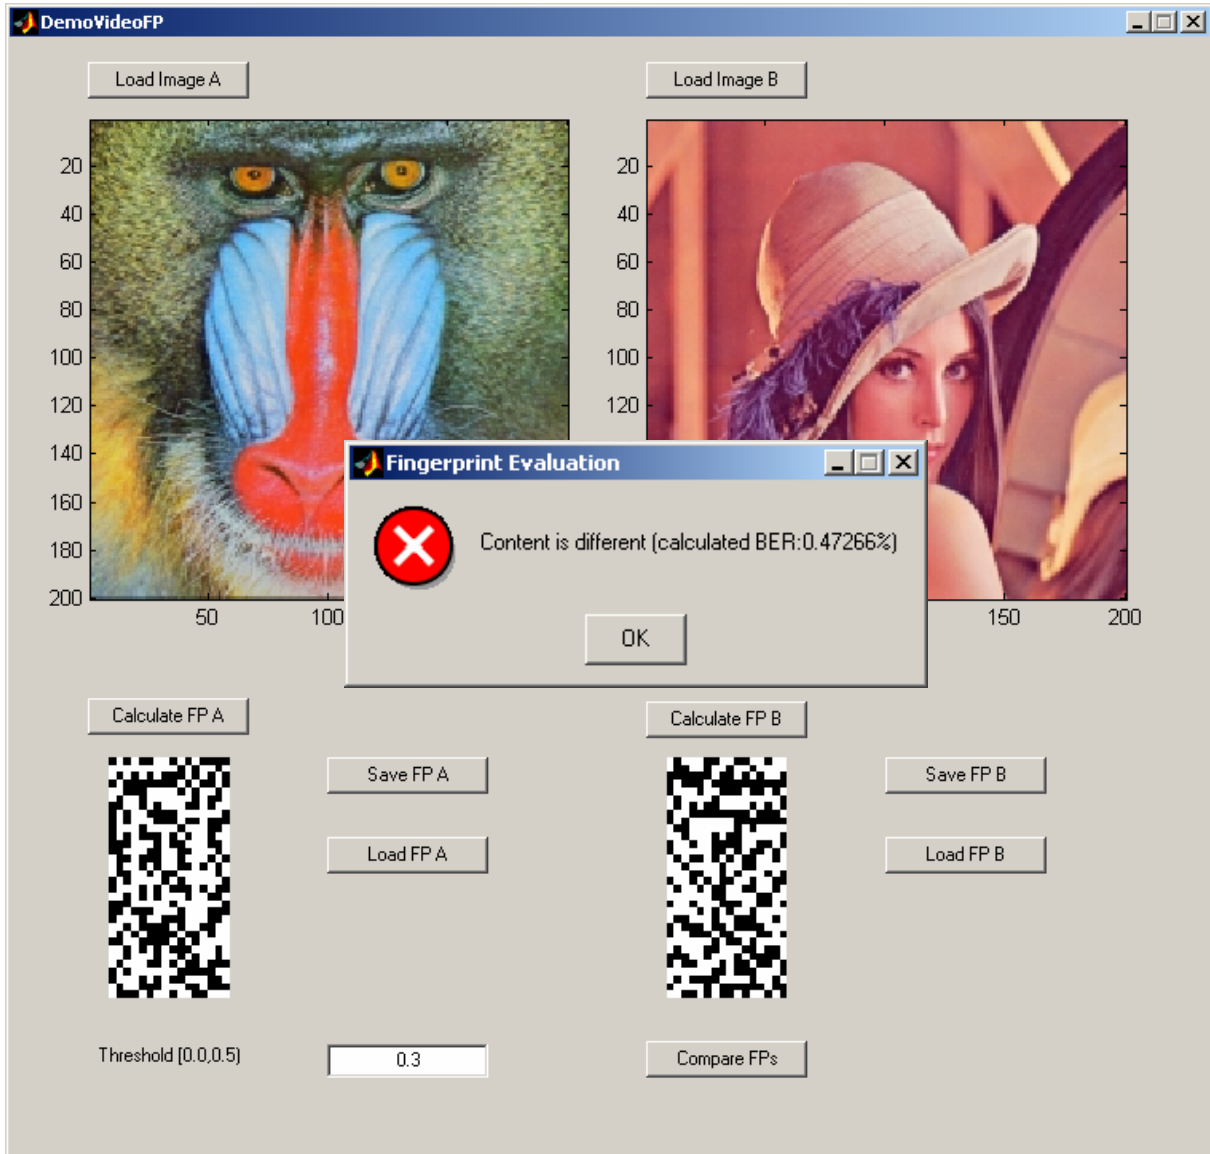 DemoVideoFP
Load Image A
Load Image B
20
40
60
80
100
120
140
160
180
200
50
100
20
40
60
80
100
120
150
200
Fingerprint Evaluation
Content is different (calculated BER:0.47266%)
OK
Calculate FP A
Calculate FP B
Save FP A
Save FP B
Load FP A
Load FP B
Threshold [0.0,0.5)
0.3
Compare FPs